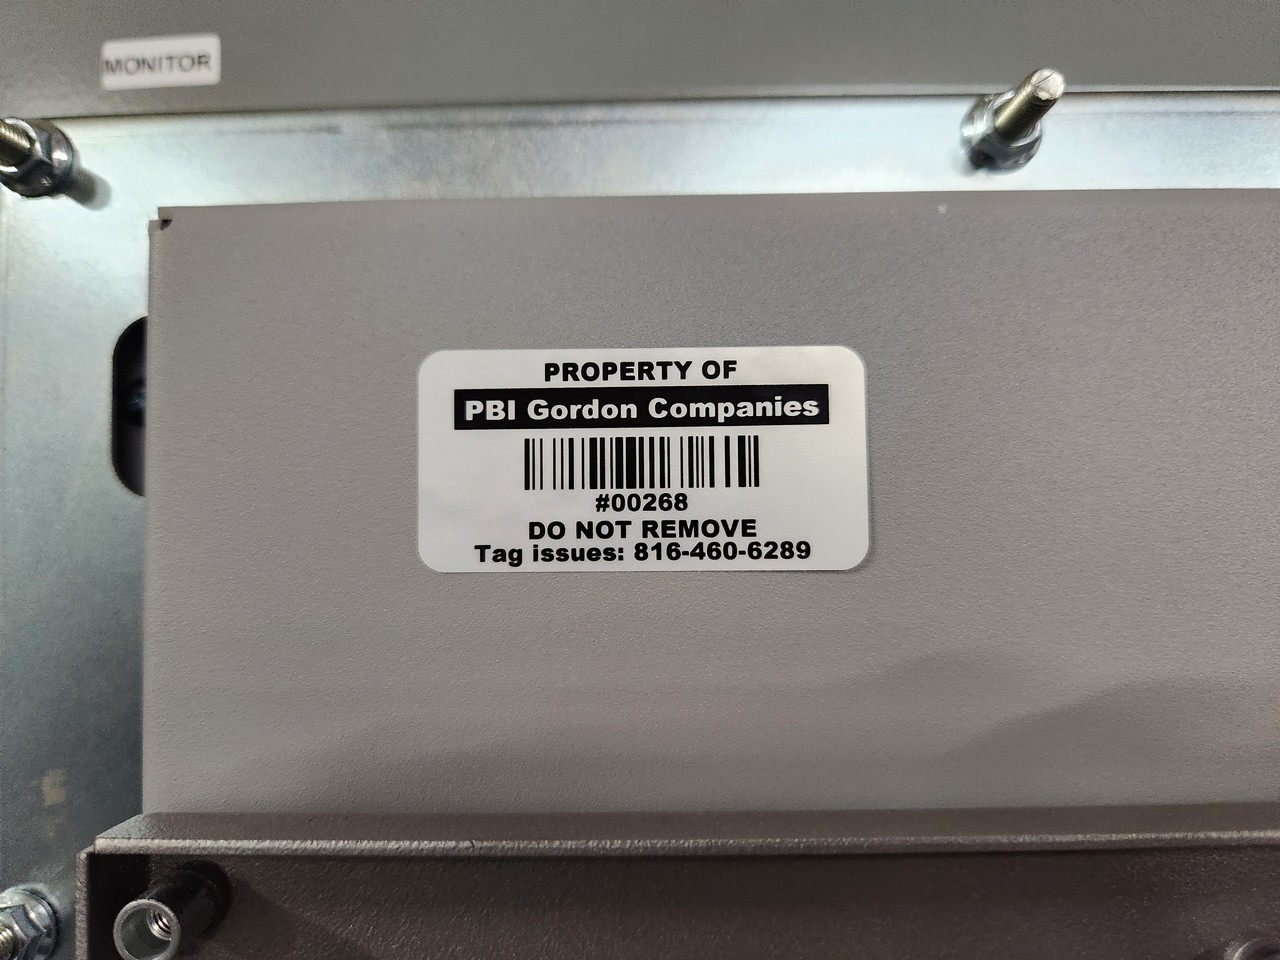 MONITOR
PROPERTY OF
PBI Gordon Companies
#00268
DO NOT REMOVE
Tag issues: 816-460-6289